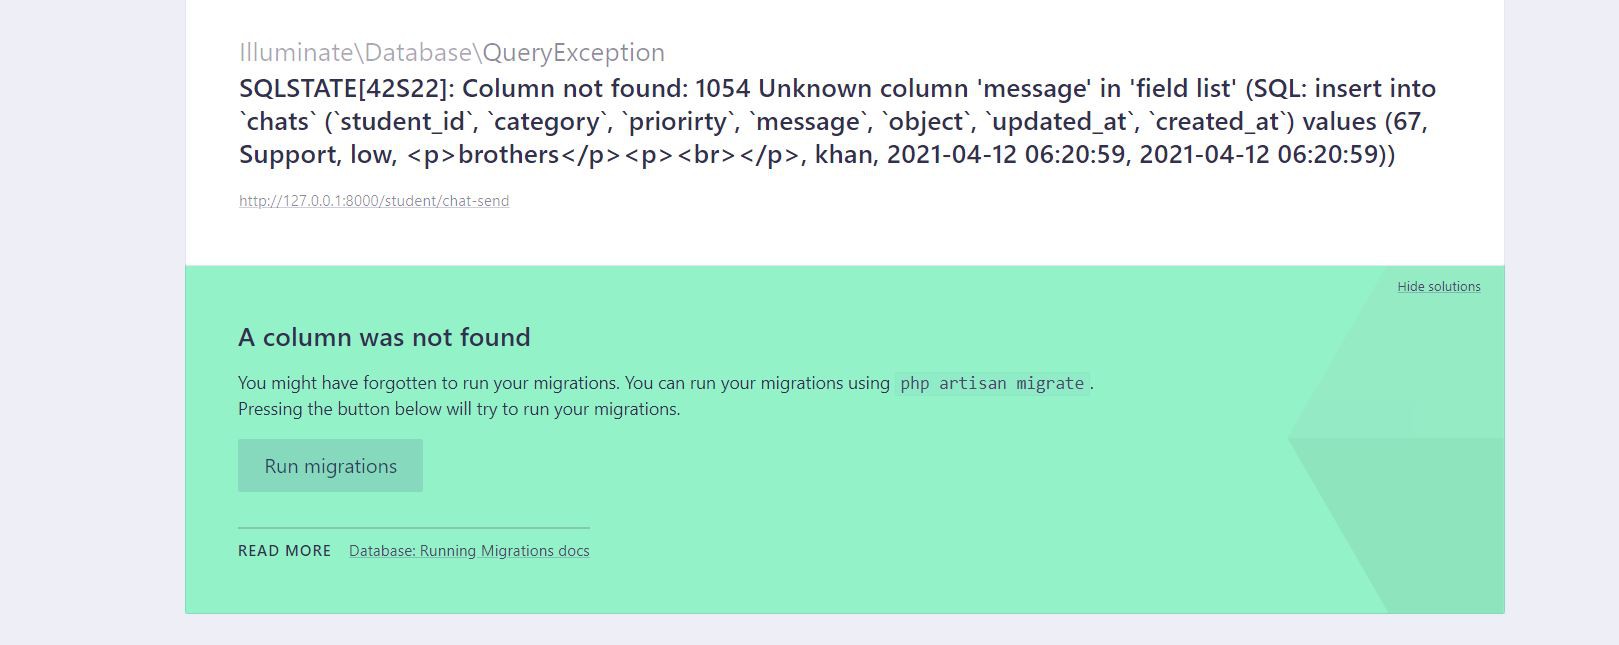 Illuminate\Database\QueryException
SQLSTATE[42S22]: Column not found: 1054 Unknown column 'message' in 'field list' (SQL: insert into
`chats` (`student_id`, `category`, `priorirty`, `message`, `object`, `updated_at`, `created_at`) values (67,
Support, low, <p>brothers</p><p><br></p>, khan, 2021-04-12 06:20:59, 2021-04-12 06:20:59))
http://127.0.0.1:8000/student/chat-send
Hide solutions
A column was not found
You might have forgotten to run your migrations. You can run your migrations using php artisan migrate.
Pressing the button below will try to run your migrations.
Run migrations
READ MORE Database: Running Migrations docs